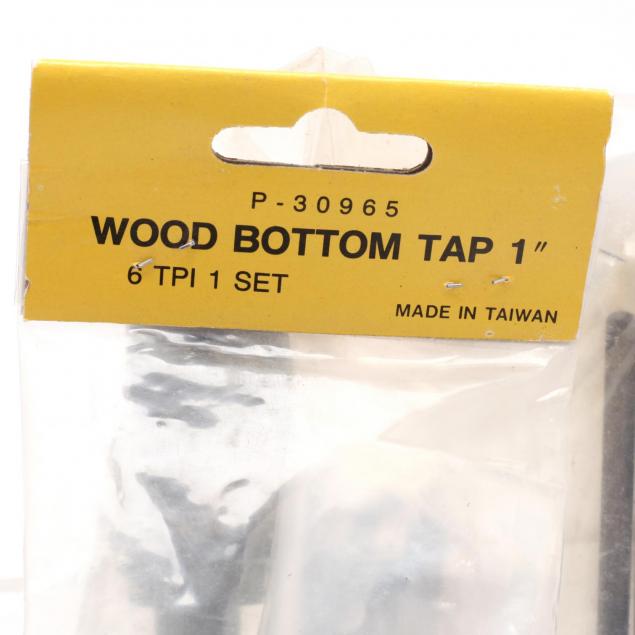 P-30965
WOOD BOTTOM TAP 1"
6 TPI 1 SET
MADE IN TAIWAN